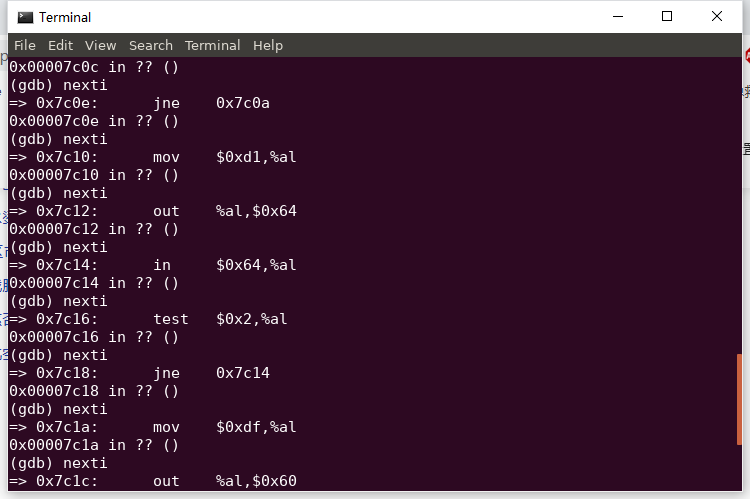 Terminal
File Edit View Search Terminal Help
0x00007c0c in ?? ()
(gdb) nexti
=> 0x7c0e:      jne    0x7c0a
0x00007c0e in ?? ()
(gdb) nexti
=> 0x7c10:      mov    $0xd1,%al
0x00007c10 in ?? ()
(gdb) nexti
=> 0x7c12:      out    %al,$0x64
0x00007c12 in ?? ()
(gdb) nexti
=> 0x7c14:      in     $0x64,%al
0x00007c14 in ?? ()
(gdb) nexti
=> 0x7c16:      test   $0x2,%al
0x00007c16 in ?? ()
(gdb) nexti
=> 0x7c18:      jne    0x7c14
0x00007c18 in ?? ()
(gdb) nexti
=> 0x7c1a:      mov    $0xdf,%al
0x00007c1a in ?? ()
(gdb) nexti
=> 0x7c1c:      out    %al,$0x60